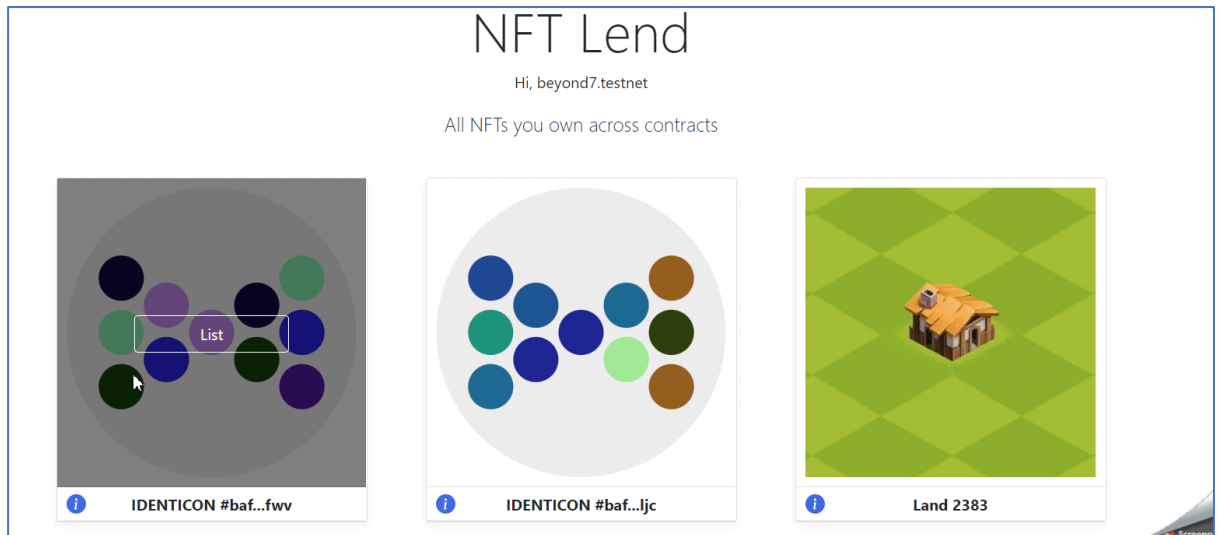 NFT Lend
Hi, beyond7.testnet
All NFTs you own across contracts
List
i IDENTICON #baf...fwv
i IDENTICON #baf...ljc
i Land 2383